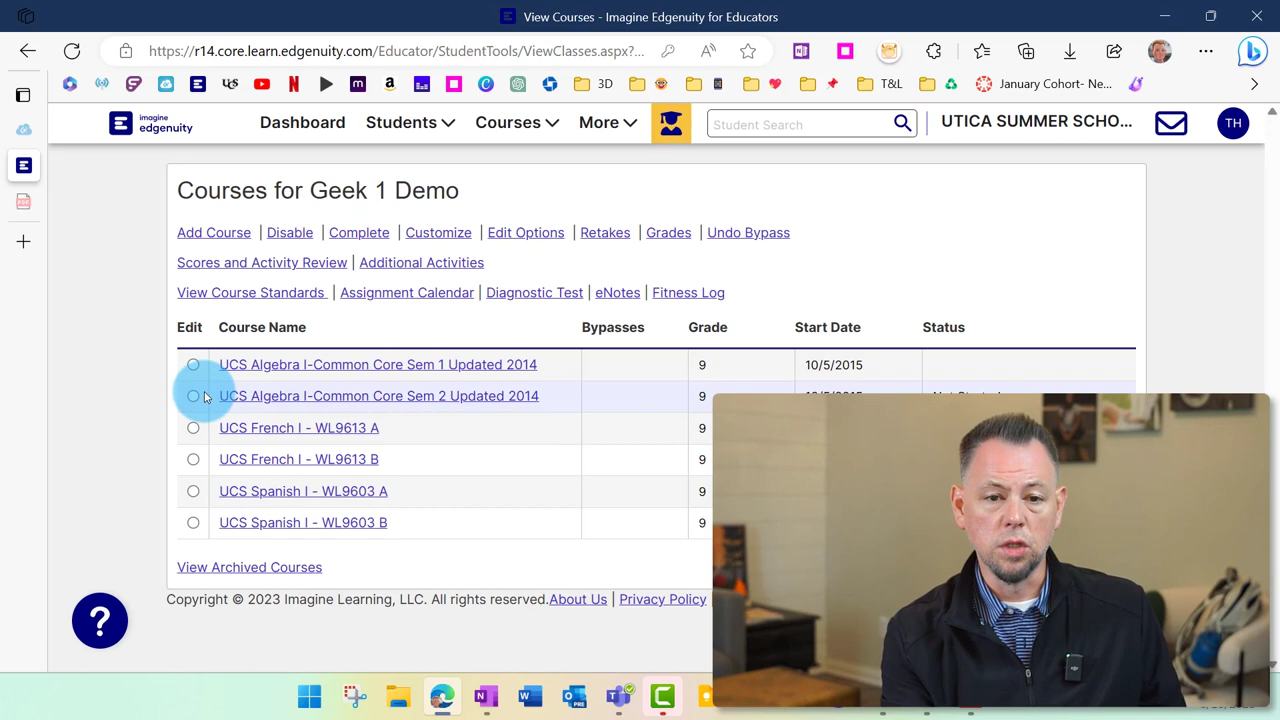 View Courses - Imagine Edgenuity for Educators
https://r14.core.learn.edgenuity.com/Educator/StudentTools/ViewClasses.aspx?...
3D
T&L
January Cohort- Ne...
imagine edgenuity
Dashboard Students Courses More Student Search UTICA SUMMER SCHO... TH
Courses for Geek 1 Demo
Add Course | Disable | Complete | Customize | Edit Options | Retakes | Grades | Undo Bypass
Scores and Activity Review | Additional Activities
View Course Standards | Assignment Calendar | Diagnostic Test | eNotes | Fitness Log
Edit Course Name Bypasses Grade Start Date Status
UCS Algebra I-Common Core Sem 1 Updated 2014 9 10/5/2015
UCS Algebra I-Common Core Sem 2 Updated 2014 9
UCS French I - WL9613 A 9
UCS French I - WL9613 B 9
UCS Spanish I - WL9603 A 9
UCS Spanish I - WL9603 B 9
View Archived Courses
Copyright © 2023 Imagine Learning, LLC. All rights reserved.About Us | Privacy Policy |
?